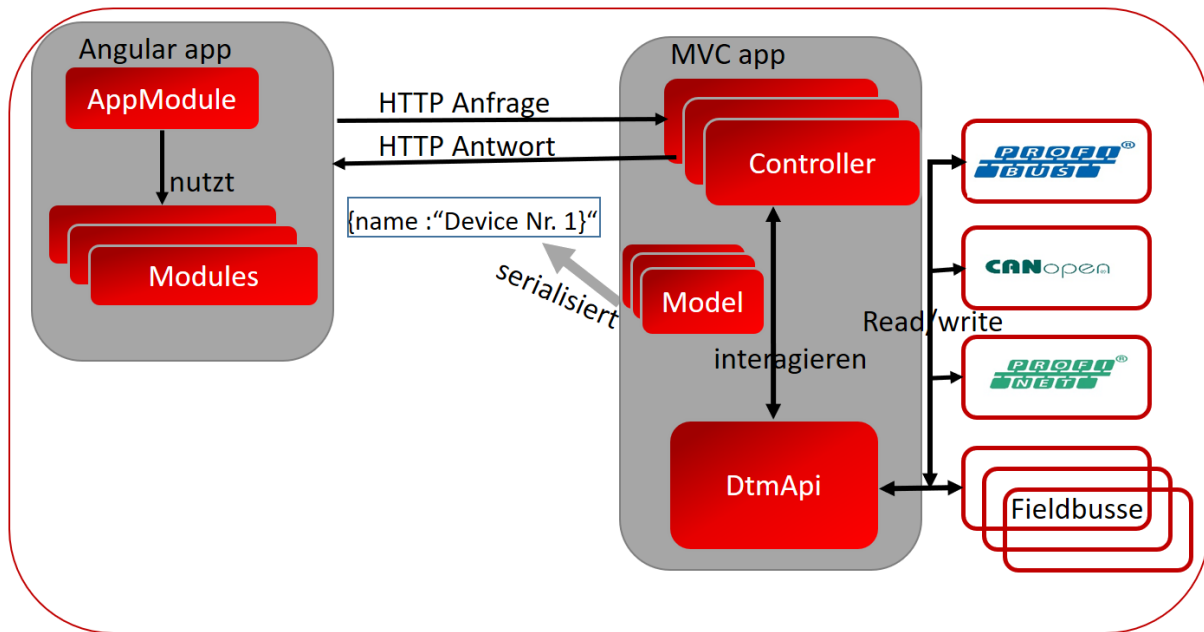 Angular app
AppModule
nutzt
Modules
HTTP Anfrage
HTTP Antwort
{name :“Device Nr. 1}“
serialisiert
MVC app
Controller
Model
interagieren
DtmApi
Read/write
PROFI®
BUS
CANopen
PROFI®
NET
Fieldbusse